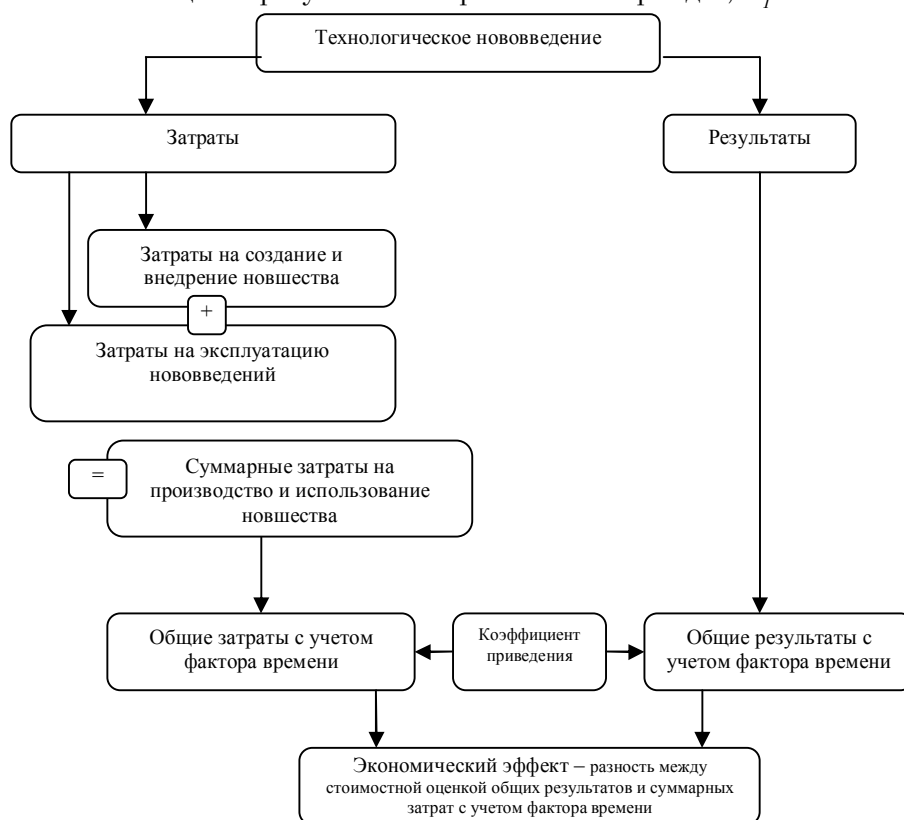 Технологическое нововведение
Затраты
Результаты
Затраты на создание и
внедрение новшества
+
Затраты на эксплуатацию
нововведений
=
Суммарные затраты на
производство и использование
новшества
Общие затраты с учетом
фактора времени
Коэффициент
приведения
Общие результаты с
учетом фактора времени
Экономический эффект – разность между
стоимостной оценкой общих результатов и суммарных
затрат с учетом фактора времени